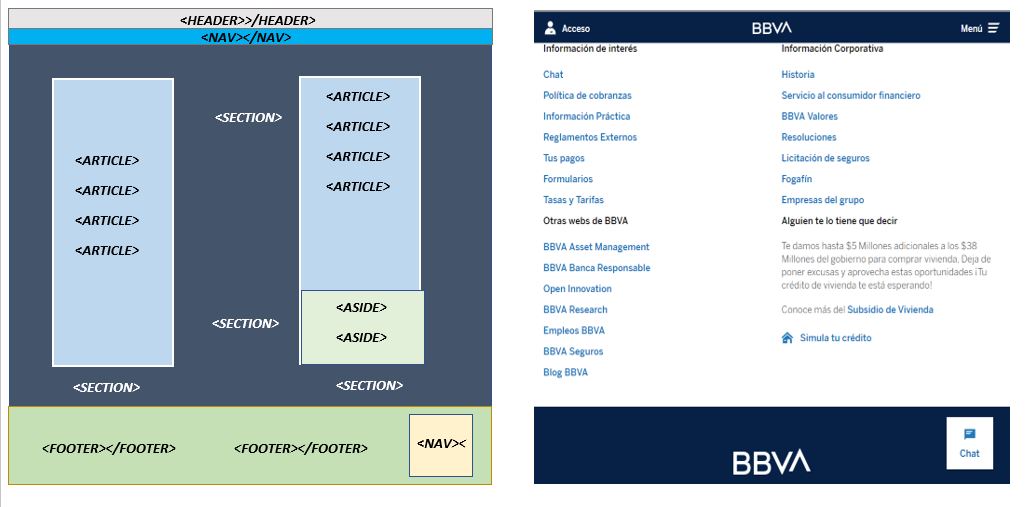 <HEADER>>/HEADER>
<NAV></NAV>
<SECTION>
<ARTICLE>
<ARTICLE>
<ARTICLE>
<ARTICLE>
<ARTICLE>
<ARTICLE>
<ARTICLE>
<ARTICLE>
<SECTION>
<ASIDE>
<ASIDE>
<SECTION>
<SECTION>
<FOOTER></FOOTER>
<FOOTER></FOOTER>
<NAV><
Acceso
BBVA
Menú
Información de interés
Chat
Política de cobranzas
Información Práctica
Reglamentos Externos
Tus pagos
Formularios
Tasas y Tarifas
Otras webs de BBVA
BBVA Asset Management
BBVA Banca Responsable
Open Innovation
BBVA Research
Empleos BBVA
BBVA Seguros
Blog BBVA
Información Corporativa
Historia
Servicio al consumidor financiero
BBVA Valores
Resoluciones
Licitación de seguros
Fogafín
Empresas del grupo
Alguien te lo tiene que decir
Te damos hasta $5 Millones adicionales a los $38
Millones del gobierno para comprar vivienda. Deja de
poner excusas y aprovecha estas oportunidades ¡Tu
crédito de vivienda te está esperando!
Conoce más del Subsidio de Vivienda
Simula tu crédito
BBVA
Chat